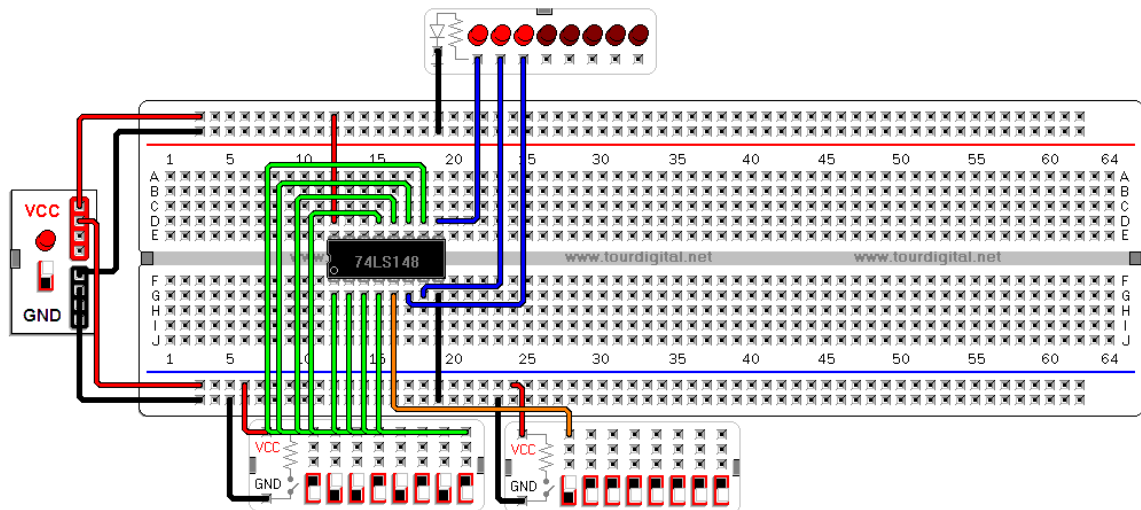 VCC
GND
1 5 10 15 20 25 30 35 40 45 50 55 60 64
A A
B B
C C
D D
E E
74LS148
www.tourdigital.net www.tourdigital.net
F F
G G
H H
I I
J J
1 5 20 25 30 35 40 45 50 55 60 64
VCC
GND
VCC
GND